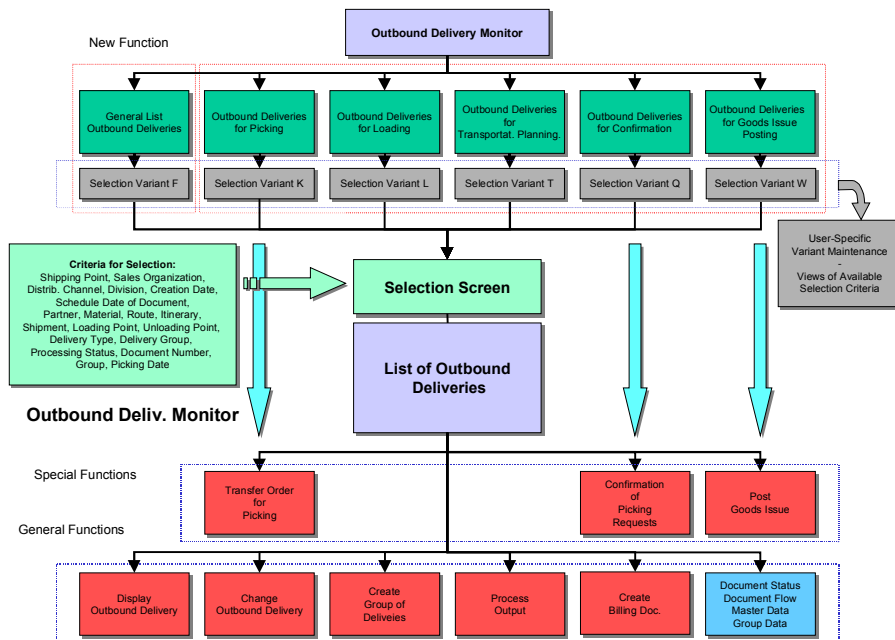 Outbound Delivery Monitor
New Function
General List
Outbound Deliveries
Outbound Deliveries
for Picking
Outbound Deliveries
for Loading
Outbound Deliveries
for
Transportat. Planning.
Outbound Deliveries
for Confirmation
Outbound Deliveries
for Goods Issue
Posting
Selection Variant F
Selection Variant K
Selection Variant L
Selection Variant T
Selection Variant Q
Selection Variant W
User-Specific
Variant Maintenance
-
Views of Available
Selection Criteria
Criteria for Selection:
Shipping Point, Sales Organization,
Distrib. Channel, Division, Creation Date,
Schedule Date of Document,
Partner, Material, Route, Itinerary,
Shipment, Loading Point, Unloading Point,
Delivery Type, Delivery Group,
Processing Status, Document Number,
Group, Picking Date
Selection Screen
List of Outbound
Deliveries
Outbound Deliv. Monitor
Special Functions
Transfer Order
for
Picking
Confirmation
of
Picking
Requests
Post
Goods Issue
General Functions
Display
Outbound Delivery
Change
Outbound Delivery
Create
Group of
Deliveies
Process
Output
Create
Billing Doc.
Document Status
Document Flow
Master Data
Group Data